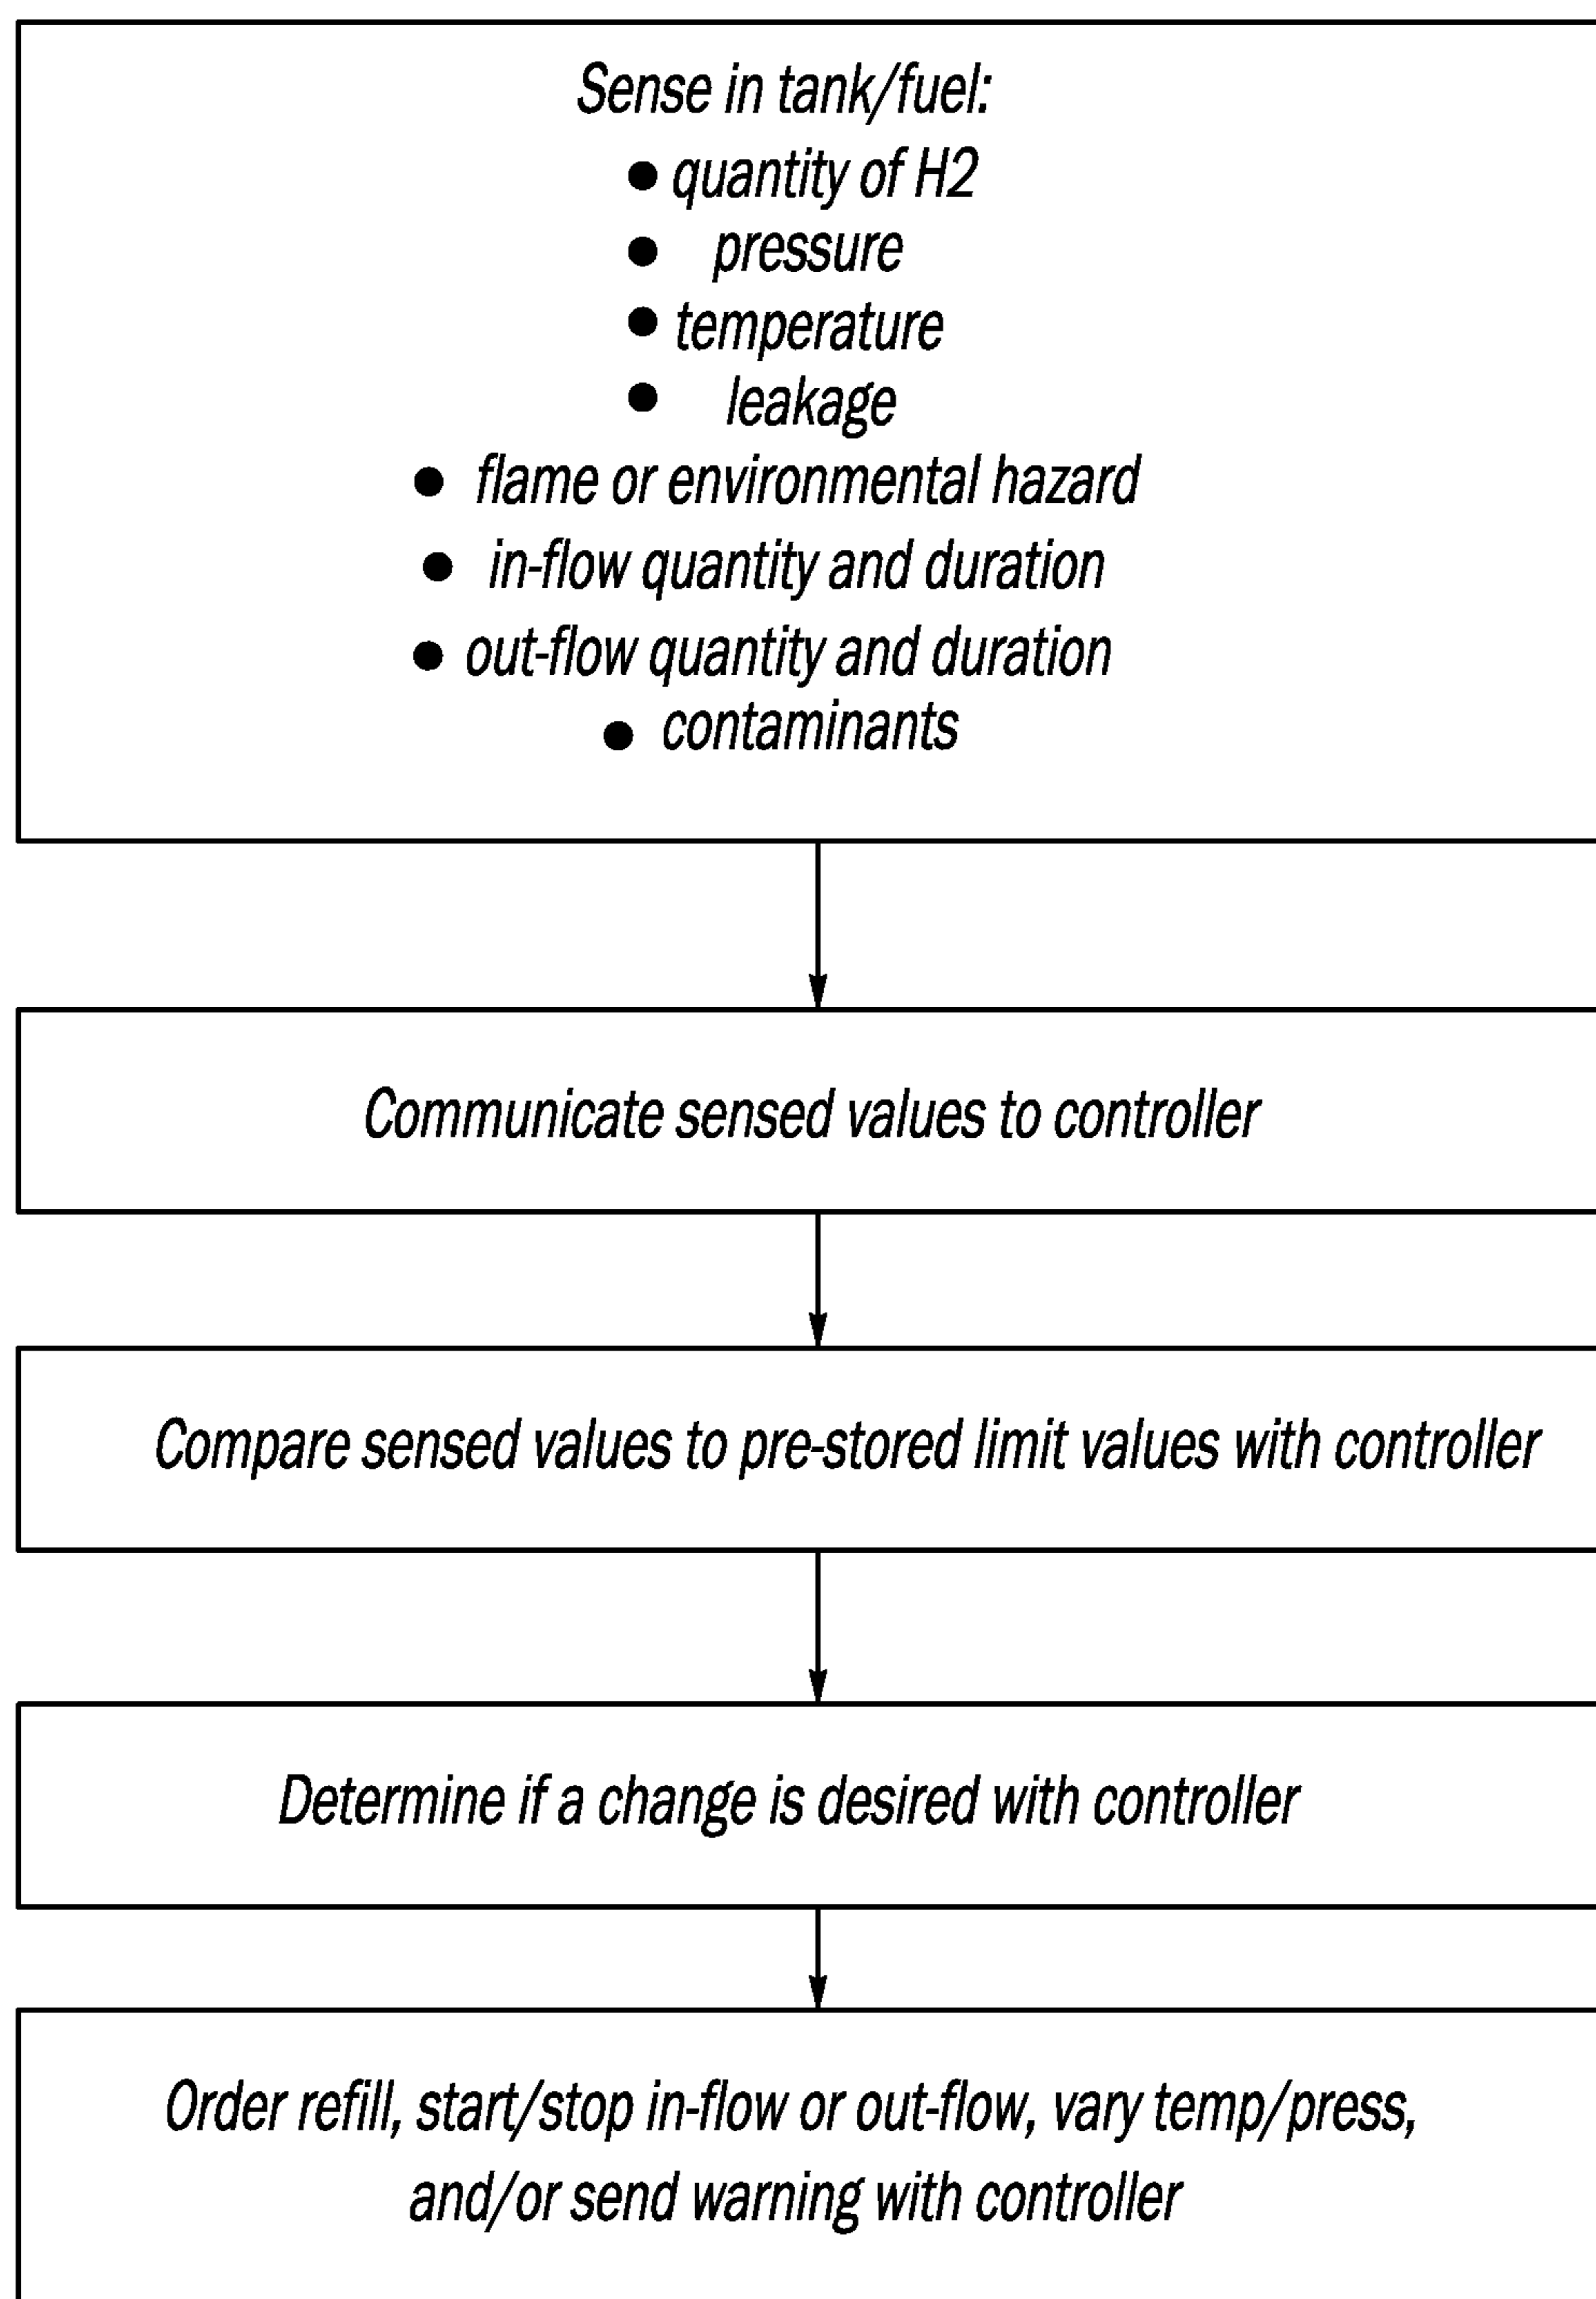 Sense in tank/fuel:
● quantity of H2
● pressure
● temperature
● leakage
● flame or environmental hazard
● in-flow quantity and duration
● out-flow quantity and duration
● contaminants
Communicate sensed values to controller
Compare sensed values to pre-stored limit values with controller
Determine if a change is desired with controller
Order refill, start/stop in-flow or out-flow, vary temp/press,
and/or send warning with controller